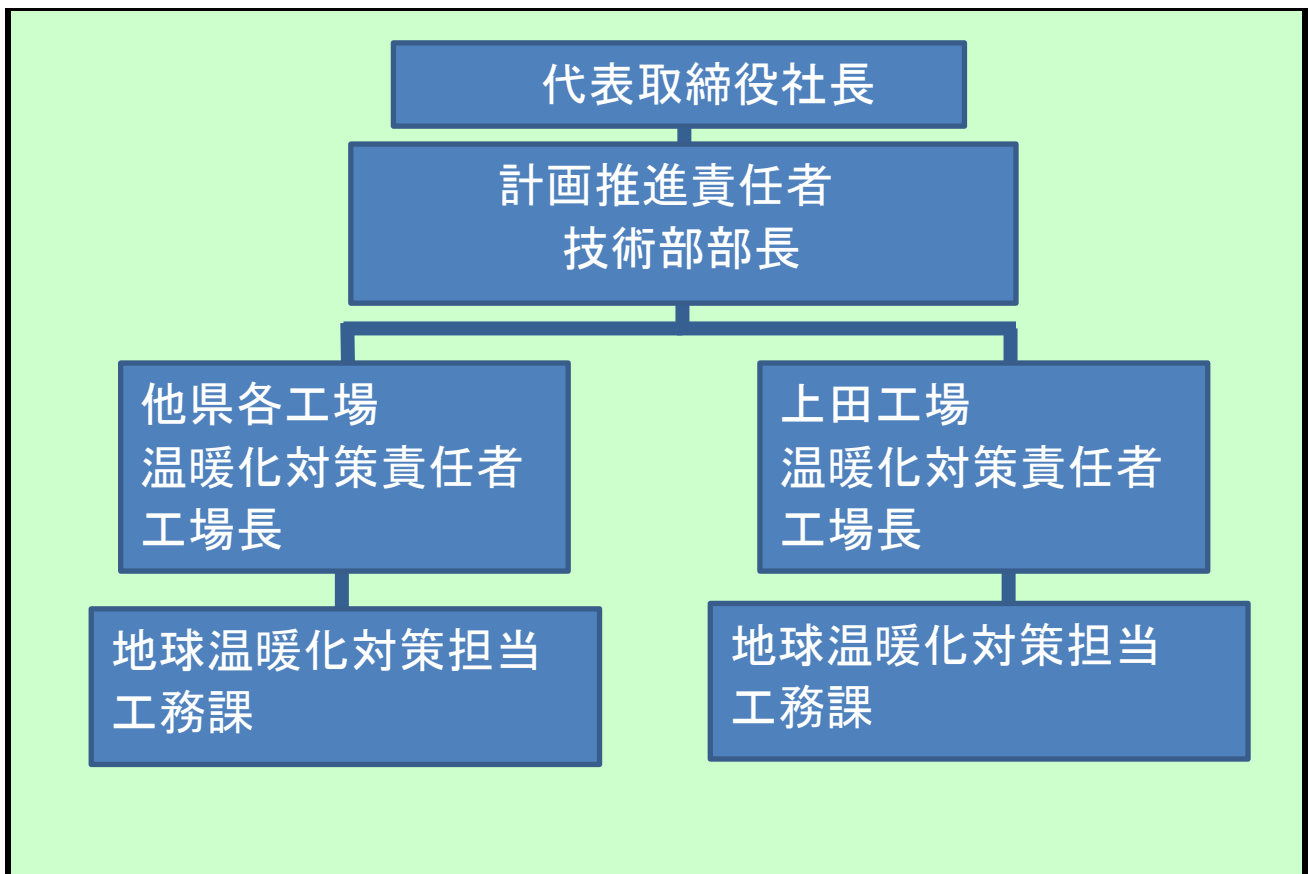 代表取締役社長
計画推進責任者
技術部部長
他県各工場
温暖化対策責任者
工場長
上田工場
温暖化対策責任者
工場長
地球温暖化対策担当
工務課
地球温暖化対策担当
工務課